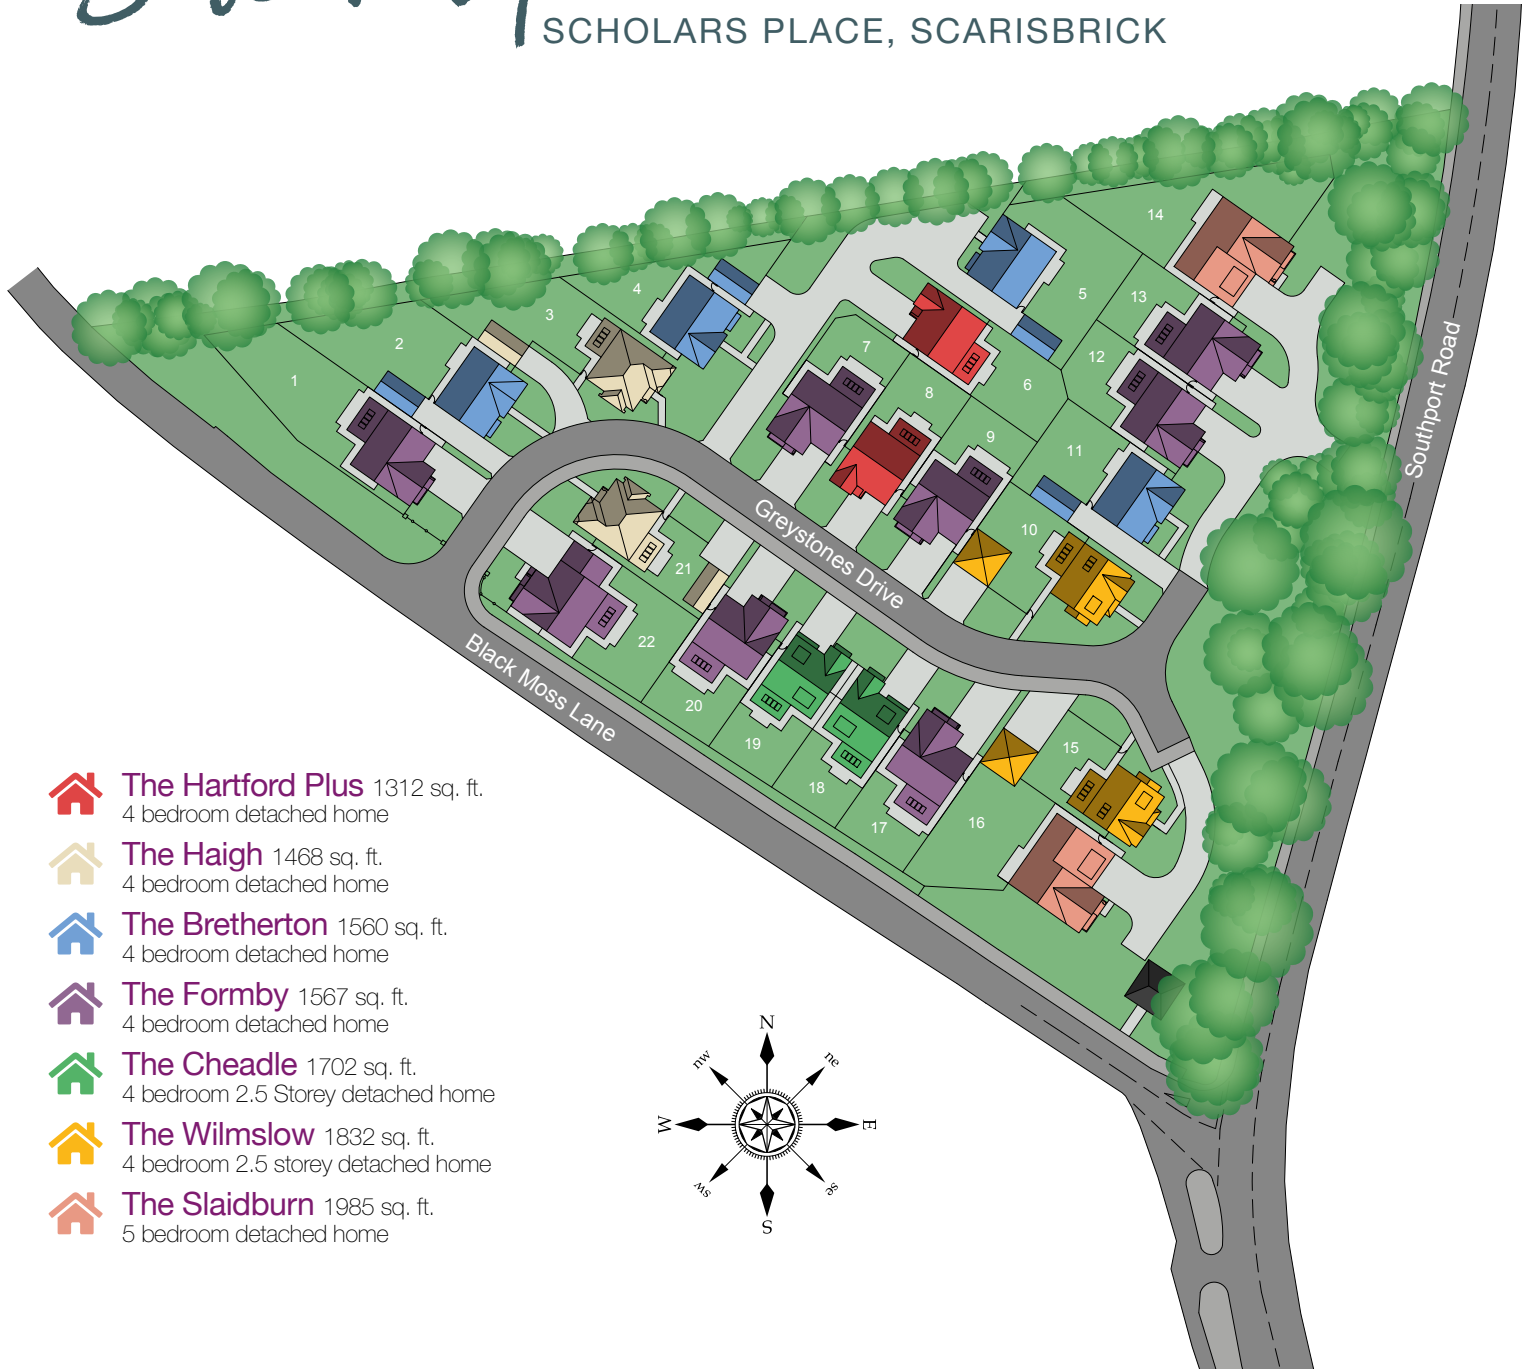 SCHOLARS PLACE, SCARISBRICK
14
13
5
4
3
2
1
12
7
6
8
9
11
10
Southport Road
Greystones Drive
21
22
20
19
18
17
16
15
Black Moss Lane
The Hartford Plus 1312 sq. ft.
4 bedroom detached home
The Haigh 1468 sq. ft.
4 bedroom detached home
The Bretherton 1560 sq. ft.
4 bedroom detached home
The Formby 1567 sq. ft.
4 bedroom detached home
The Cheadle 1702 sq. ft.
4 bedroom 2.5 Storey detached home
The Wilmslow 1832 sq. ft.
4 bedroom 2.5 storey detached home
The Slaidburn 1985 sq. ft.
5 bedroom detached home
N
nw
ne
W
E
sw
se
S